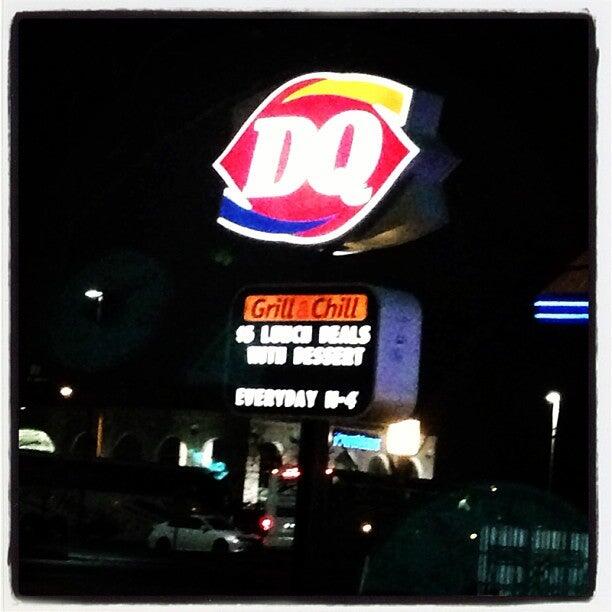 DQ
Grill & Chill
$5 LUNCH DEALS
WITH DESSERT
EVERYDAY 11-4